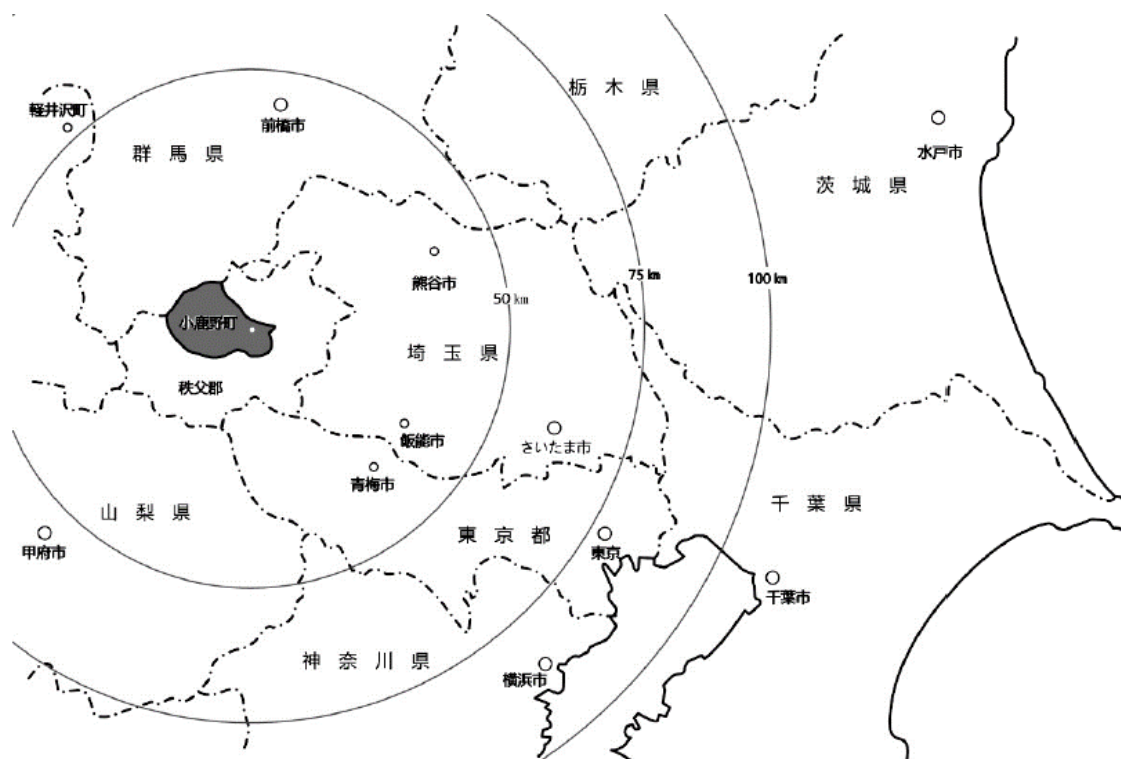 栃木県
軽井沢町
前橋市
群馬県
水戸市
茨城県
熊谷市
75㎞
100㎞
50㎞
小鹿野町
埼玉県
秩父郡
飯能市
さいたま市
青梅市
山梨県
千葉県
東京都
甲府市
東京
千葉市
神奈川県
横浜市